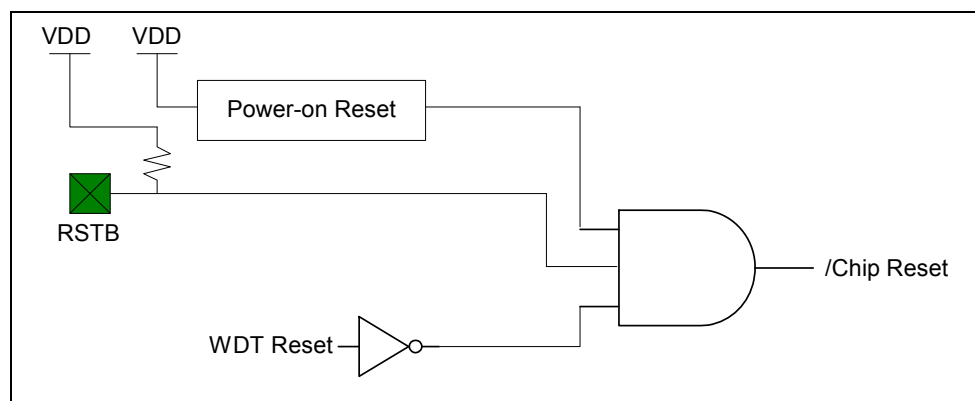 VDD
VDD
Power-on Reset
RSTB
/Chip Reset
WDT Reset